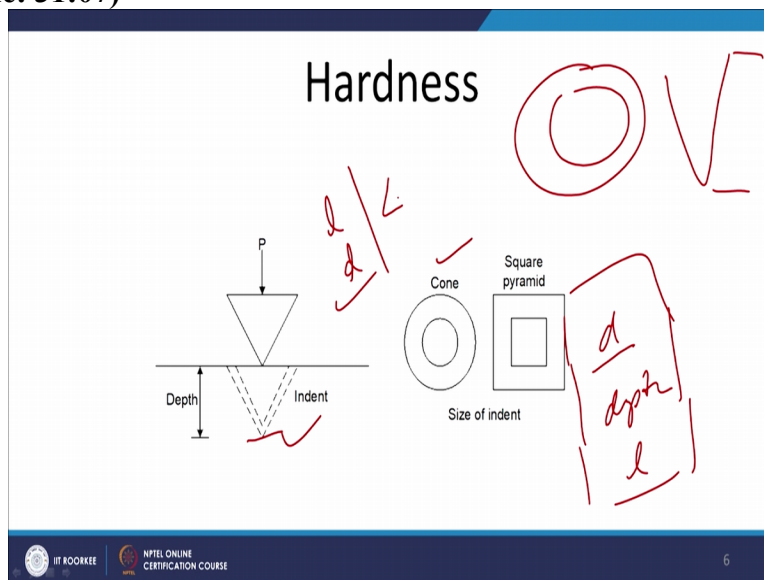 Hardness
P
l
d
L
Cone
Square
pyramid
Depth
Indent
Size of indent
d
depth
l
IIT ROORKEE
NPTEL ONLINE
CERTIFICATION COURSE
6